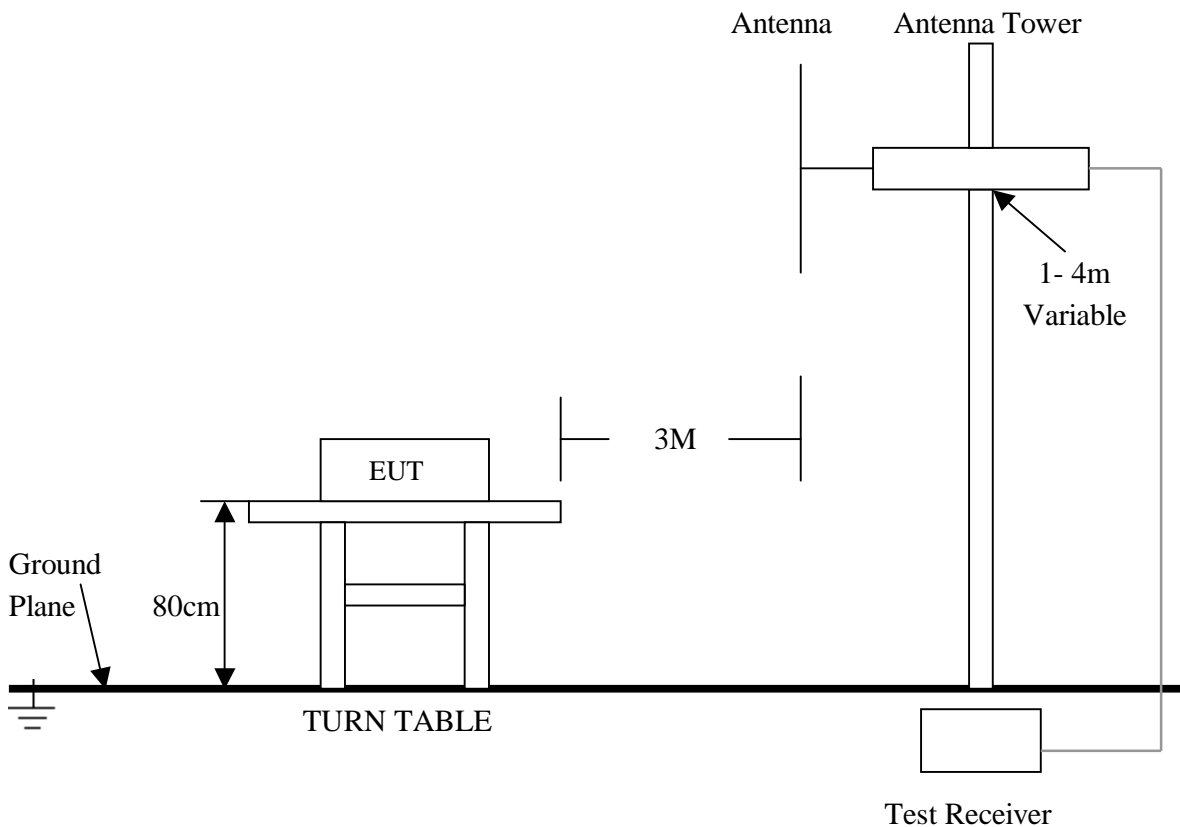 Antenna
Antenna Tower
1- 4m
Variable
3M
EUT
Ground
Plane
80cm
TURN TABLE
Test Receiver